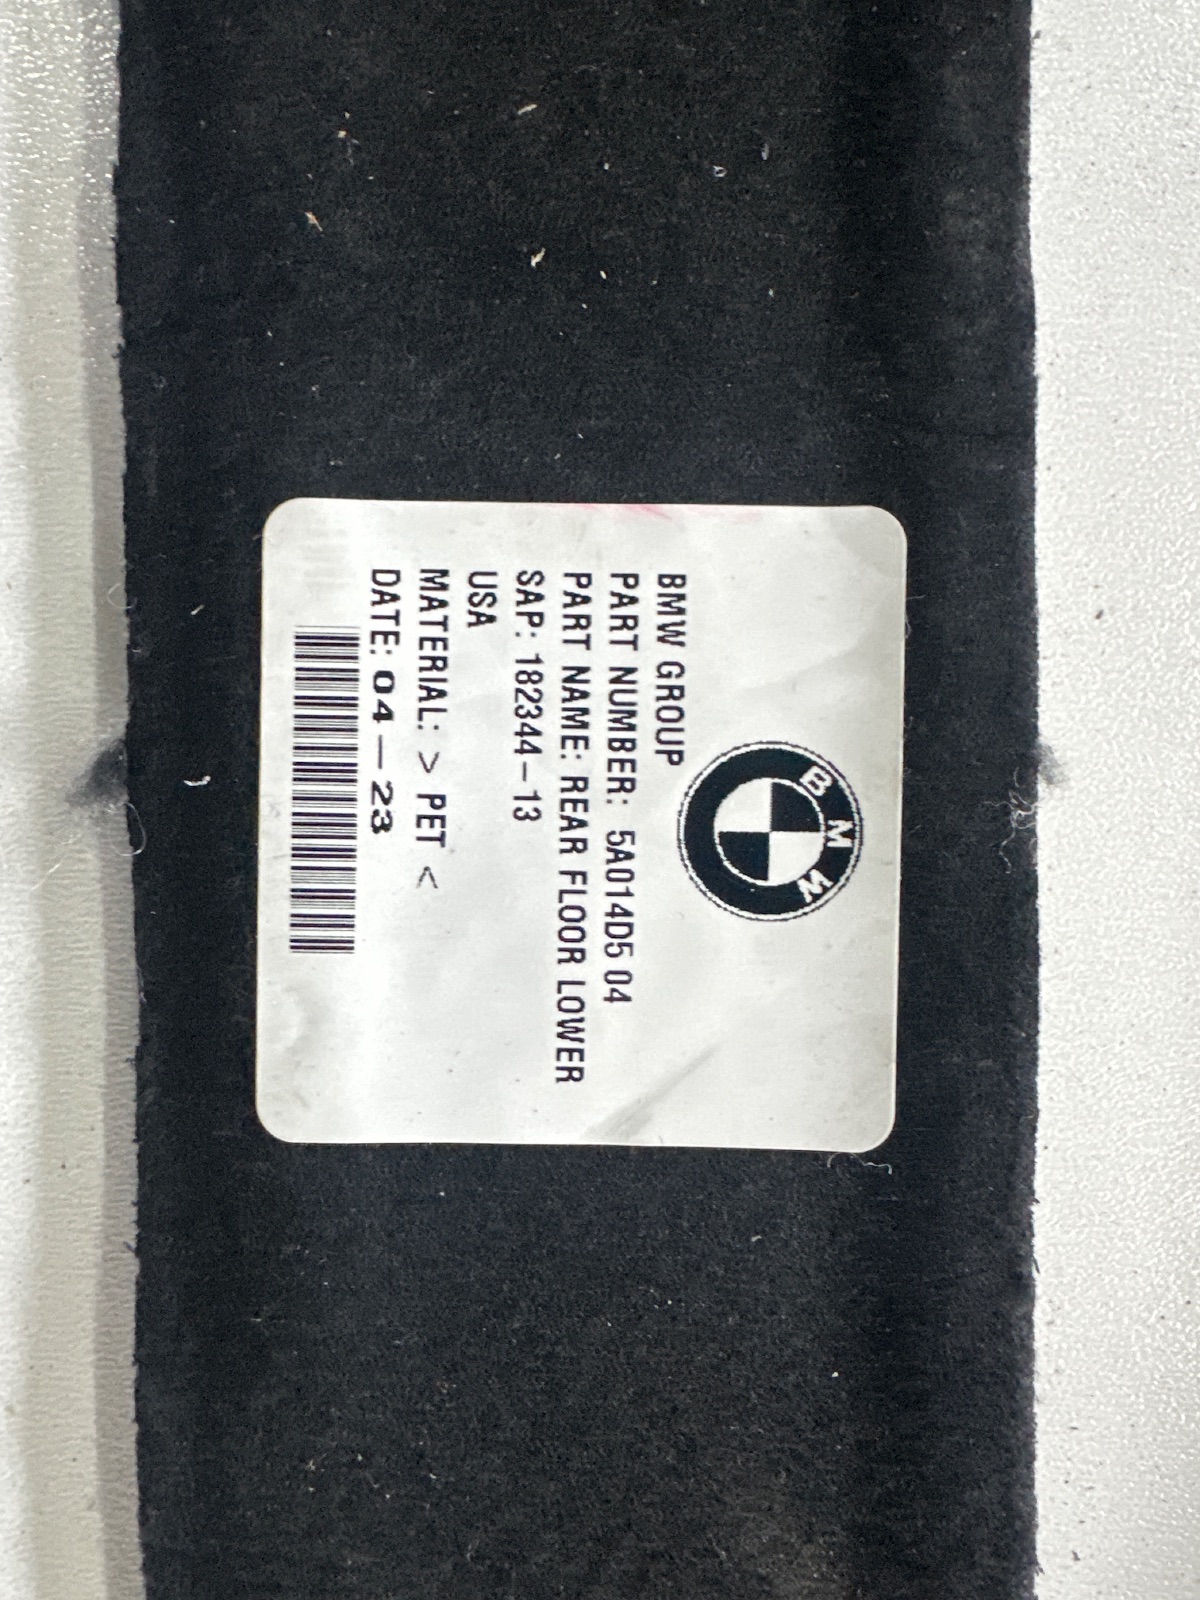 BMW
BMW GROUP
PART NUMBER: 5A014D5 04
PART NAME: REAR FLOOR LOWER
SAP: 182344-13
USA
MATERIAL: > PET <
DATE: 04-23